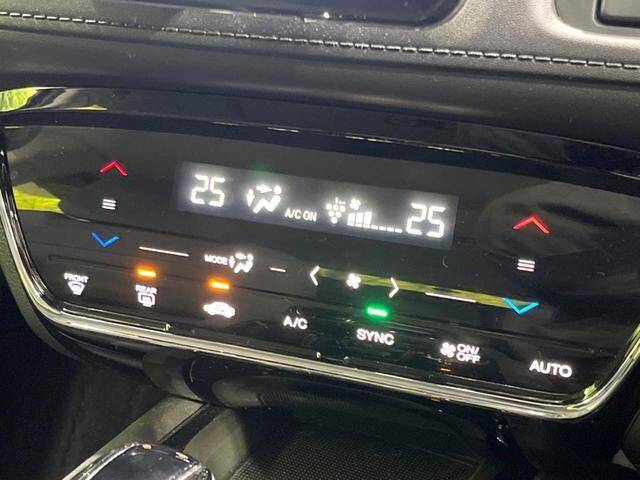 25 A/C ON 25
MODE
FRONT
REAR
A/C
SYNC
ON/
OFF
AUTO